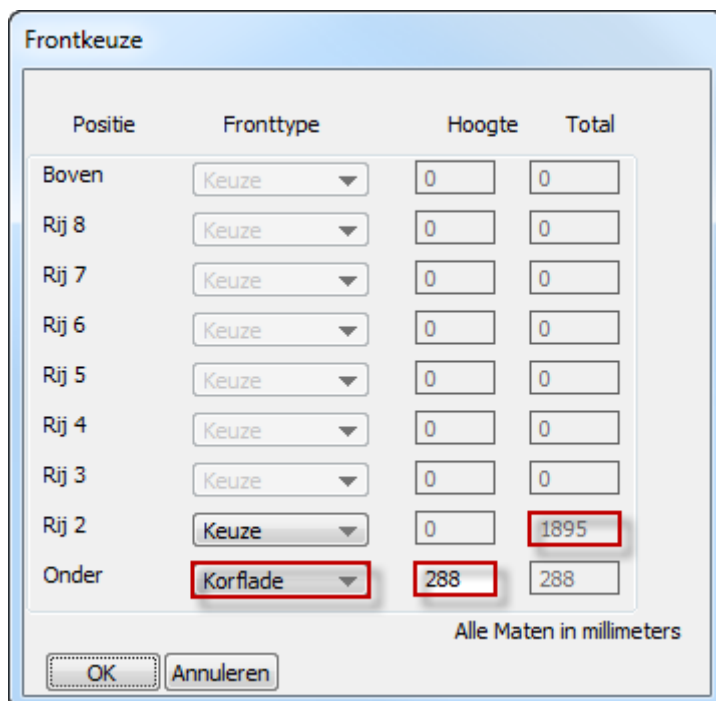 Frontkeuze
Positie Fronttype Hoogte Total
Boven Keuze 0 0
Rij 8 Keuze 0 0
Rij 7 Keuze 0 0
Rij 6 Keuze 0 0
Rij 5 Keuze 0 0
Rij 4 Keuze 0 0
Rij 3 Keuze 0 0
Rij 2 Keuze 0 1895
Onder Korflade 288 288
Alle Maten in millimeters
OK Annuleren